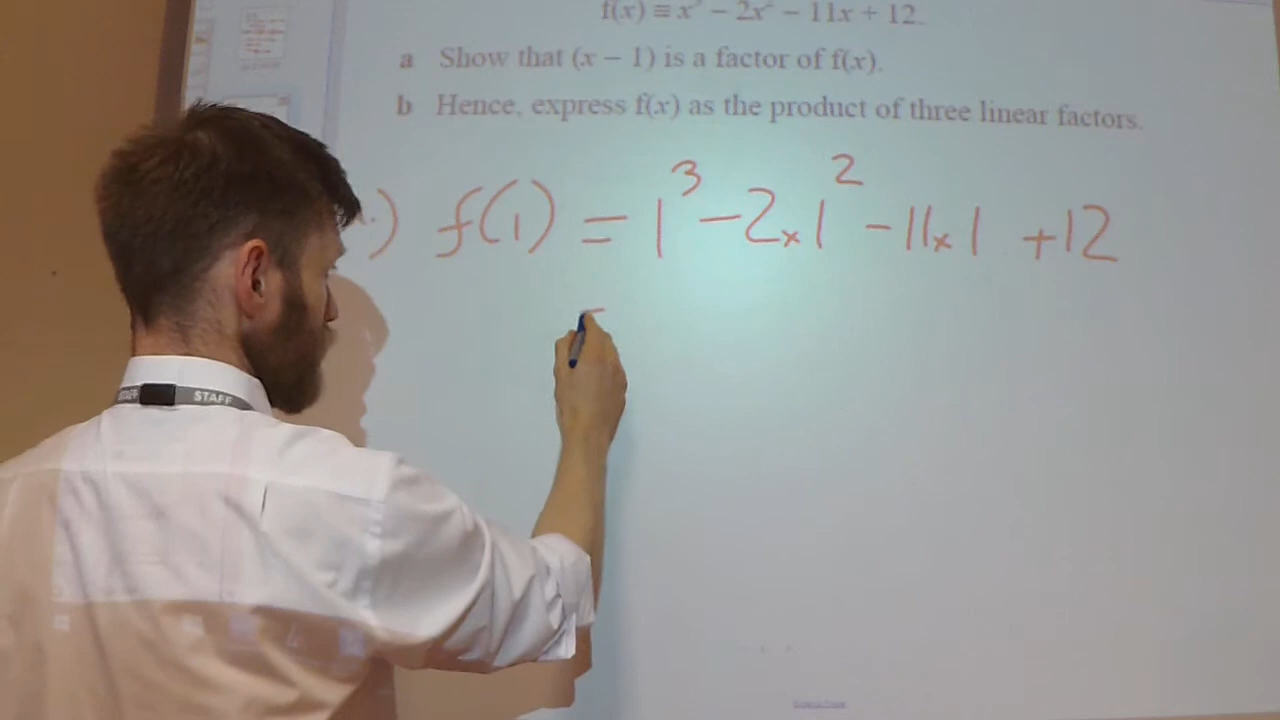 f(x) ≡ x³ − 2x² − 11x + 12.
a Show that (x − 1) is a factor of f(x).
b Hence, express f(x) as the product of three linear factors.
) f(1) = 1³ − 2×1² − 11×1 + 12
STAFF STAFF